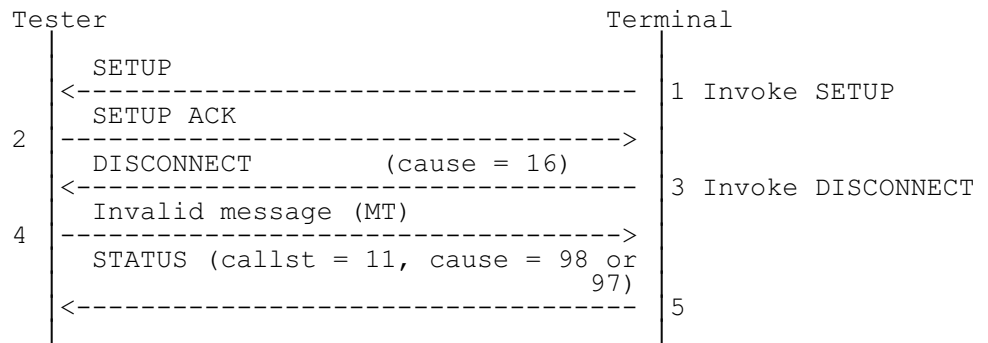 Tester Terminal
SETUP
<----------------------------------- 1 Invoke SETUP
SETUP ACK
2 ----------------------------------->
DISCONNECT (cause = 16)
<----------------------------------- 3 Invoke DISCONNECT
Invalid message (MT)
4 ----------------------------------->
STATUS (callst = 11, cause = 98 or
97)
<----------------------------------- 5